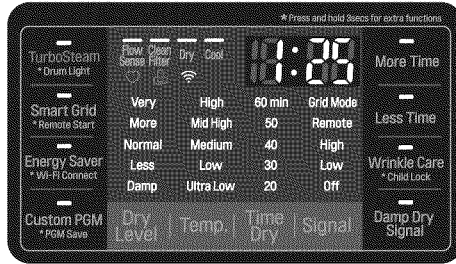 *Press and hold 3secs for extra functions
TurboSteam
*Drum Light
Flow Sense
Clean Filter
Dry
Cool
1:25
More Time
Smart Grid
*Remote Start
Very High 60 min Grid Mode
More Mid High 50 Remote
Less Time
Energy Saver
*Wi-Fi Connect
Normal Medium 40 High
Less Low 30 Low
Damp Ultra Low 20 Off
Wrinkle Care
*Child Lock
Custom PGM
*PGM Save
Dry Level
Temp.
Time Dry
Signal
Damp Dry
Signal